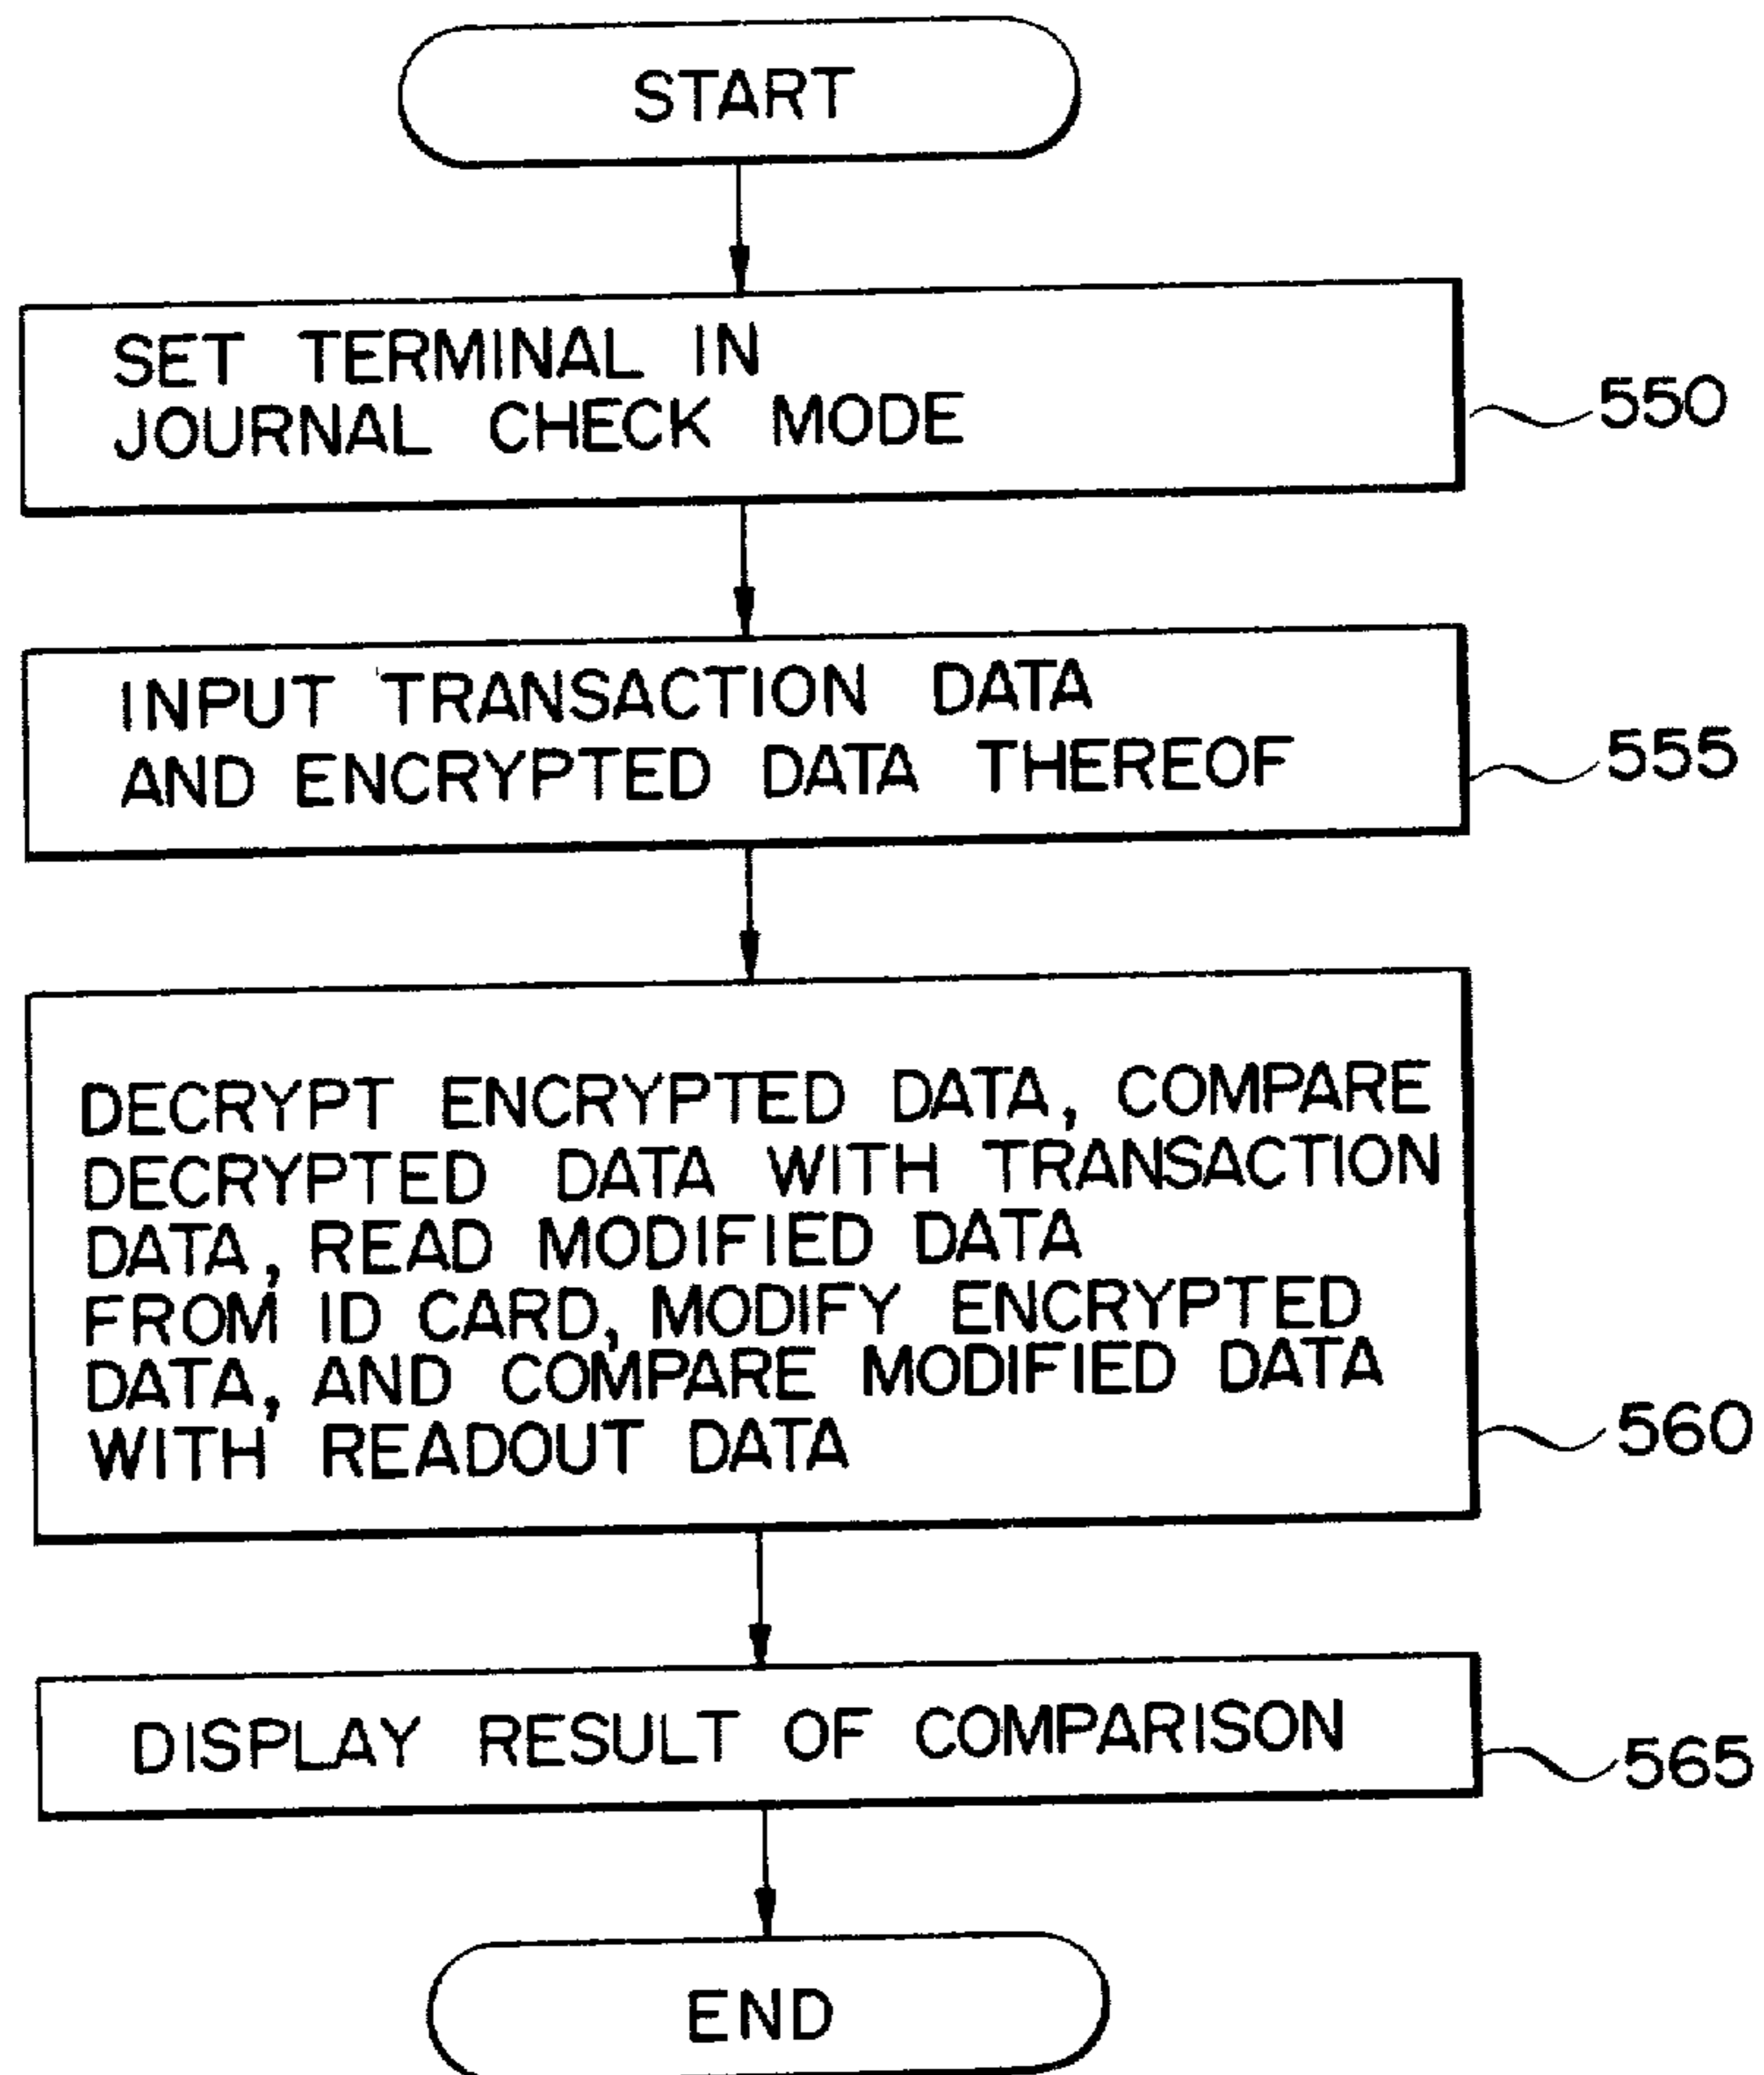 START
SET TERMINAL IN
JOURNAL CHECK MODE
550
INPUT TRANSACTION DATA
AND ENCRYPTED DATA THEREOF
555
DECRYPT ENCRYPTED DATA, COMPARE
DECRYPTED DATA WITH TRANSACTION
DATA, READ MODIFIED DATA
FROM ID CARD, MODIFY ENCRYPTED
DATA, AND COMPARE MODIFIED DATA
WITH READOUT DATA
560
DISPLAY RESULT OF COMPARISON
565
END